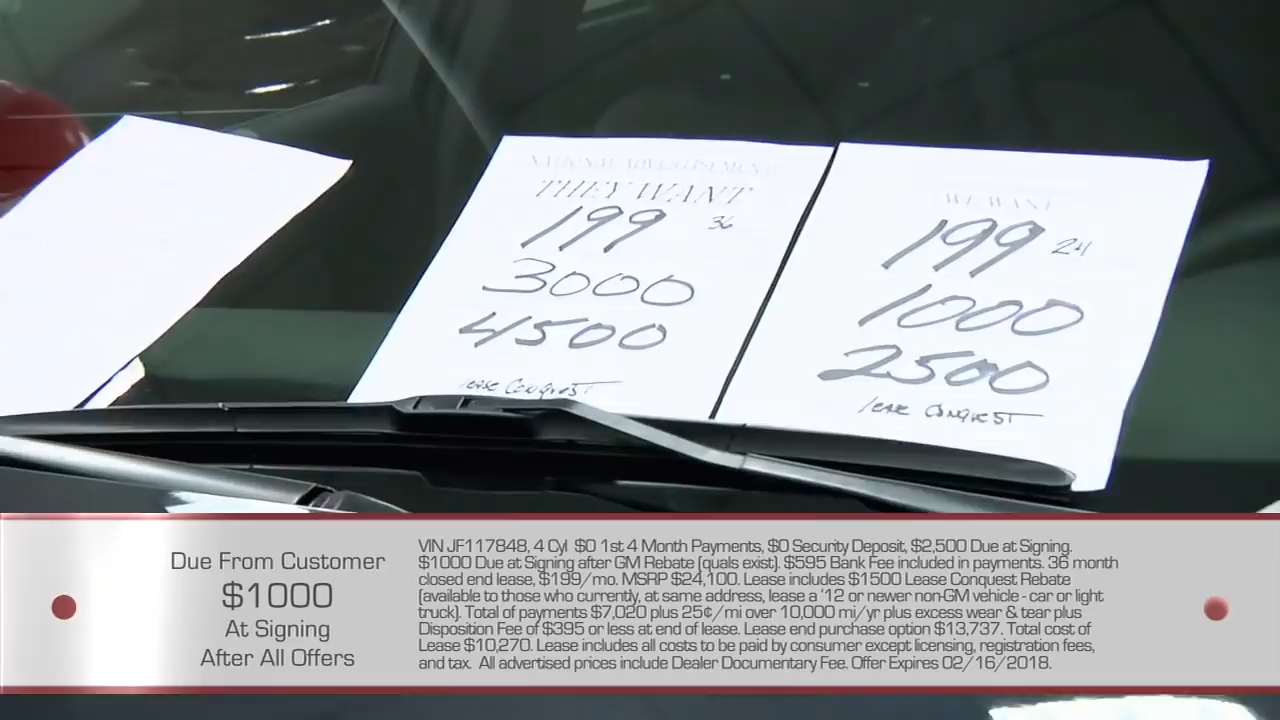 NATIONAL ADVERTISEMENT
THEY WANT
199 36
3000
4500
lease Conquest
WE WANT
199 24
1000
2500
lease Conquest
Due From Customer
$1000
At Signing
After All Offers
VIN JF117848, 4 Cyl $0 1st 4 Month Payments, $0 Security Deposit, $2,500 Due at Signing.
$1000 Due at Signing after GM Rebate (quals exist). $595 Bank Fee included in payments. 36 month
closed end lease, $199/mo. MSRP $24,100. Lease includes $1500 Lease Conquest Rebate
(available to those who currently, at same address, lease a '12 or newer non-GM vehicle - car or light
truck). Total of payments $7,020 plus 25¢/mi over 10,000 mi/yr plus excess wear & tear plus
Disposition Fee of $395 or less at end of lease. Lease end purchase option $13,737. Total cost of
Lease $10,270. Lease includes all costs to be paid by consumer except licensing, registration fees,
and tax. All advertised prices include Dealer Documentary Fee. Offer Expires 02/16/2018.